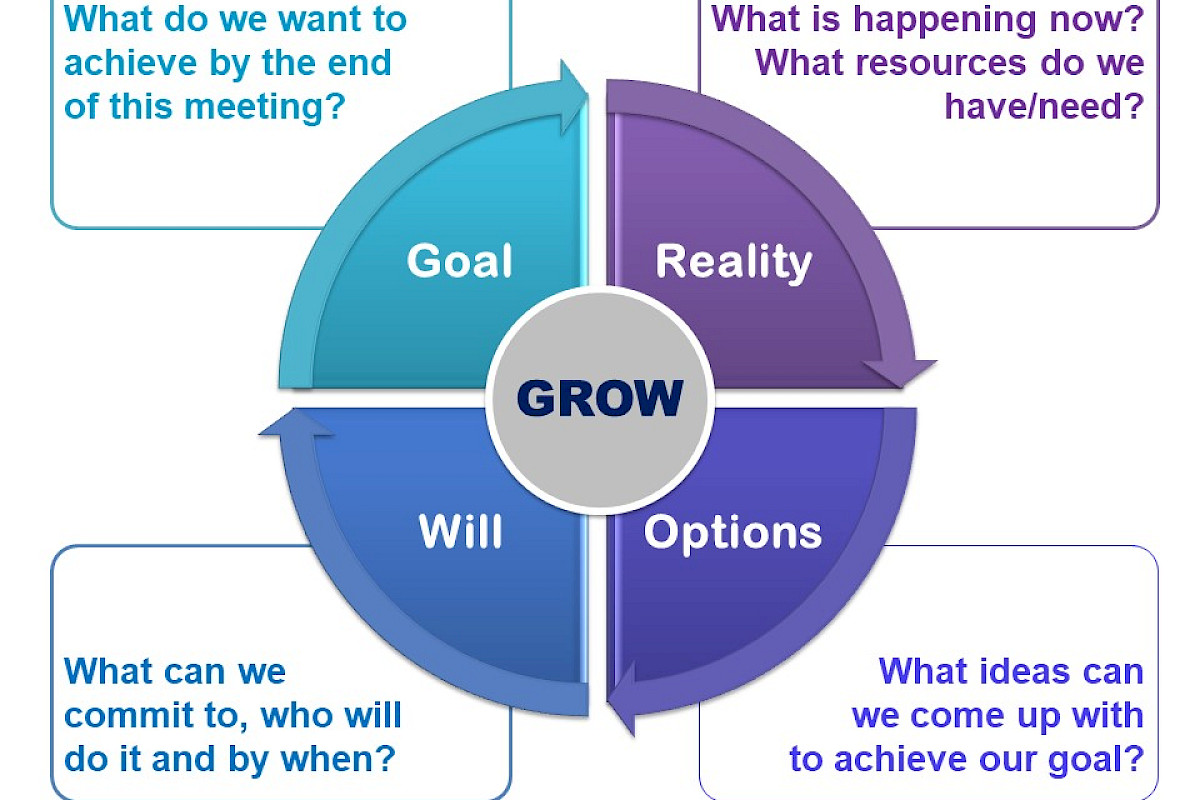 What do we want to
achieve by the end
of this meeting?
What is happening now?
What resources do we
have/need?
Goal
Reality
GROW
Will
Options
What can we
commit to, who will
do it and by when?
What ideas can
we come up with
to achieve our goal?